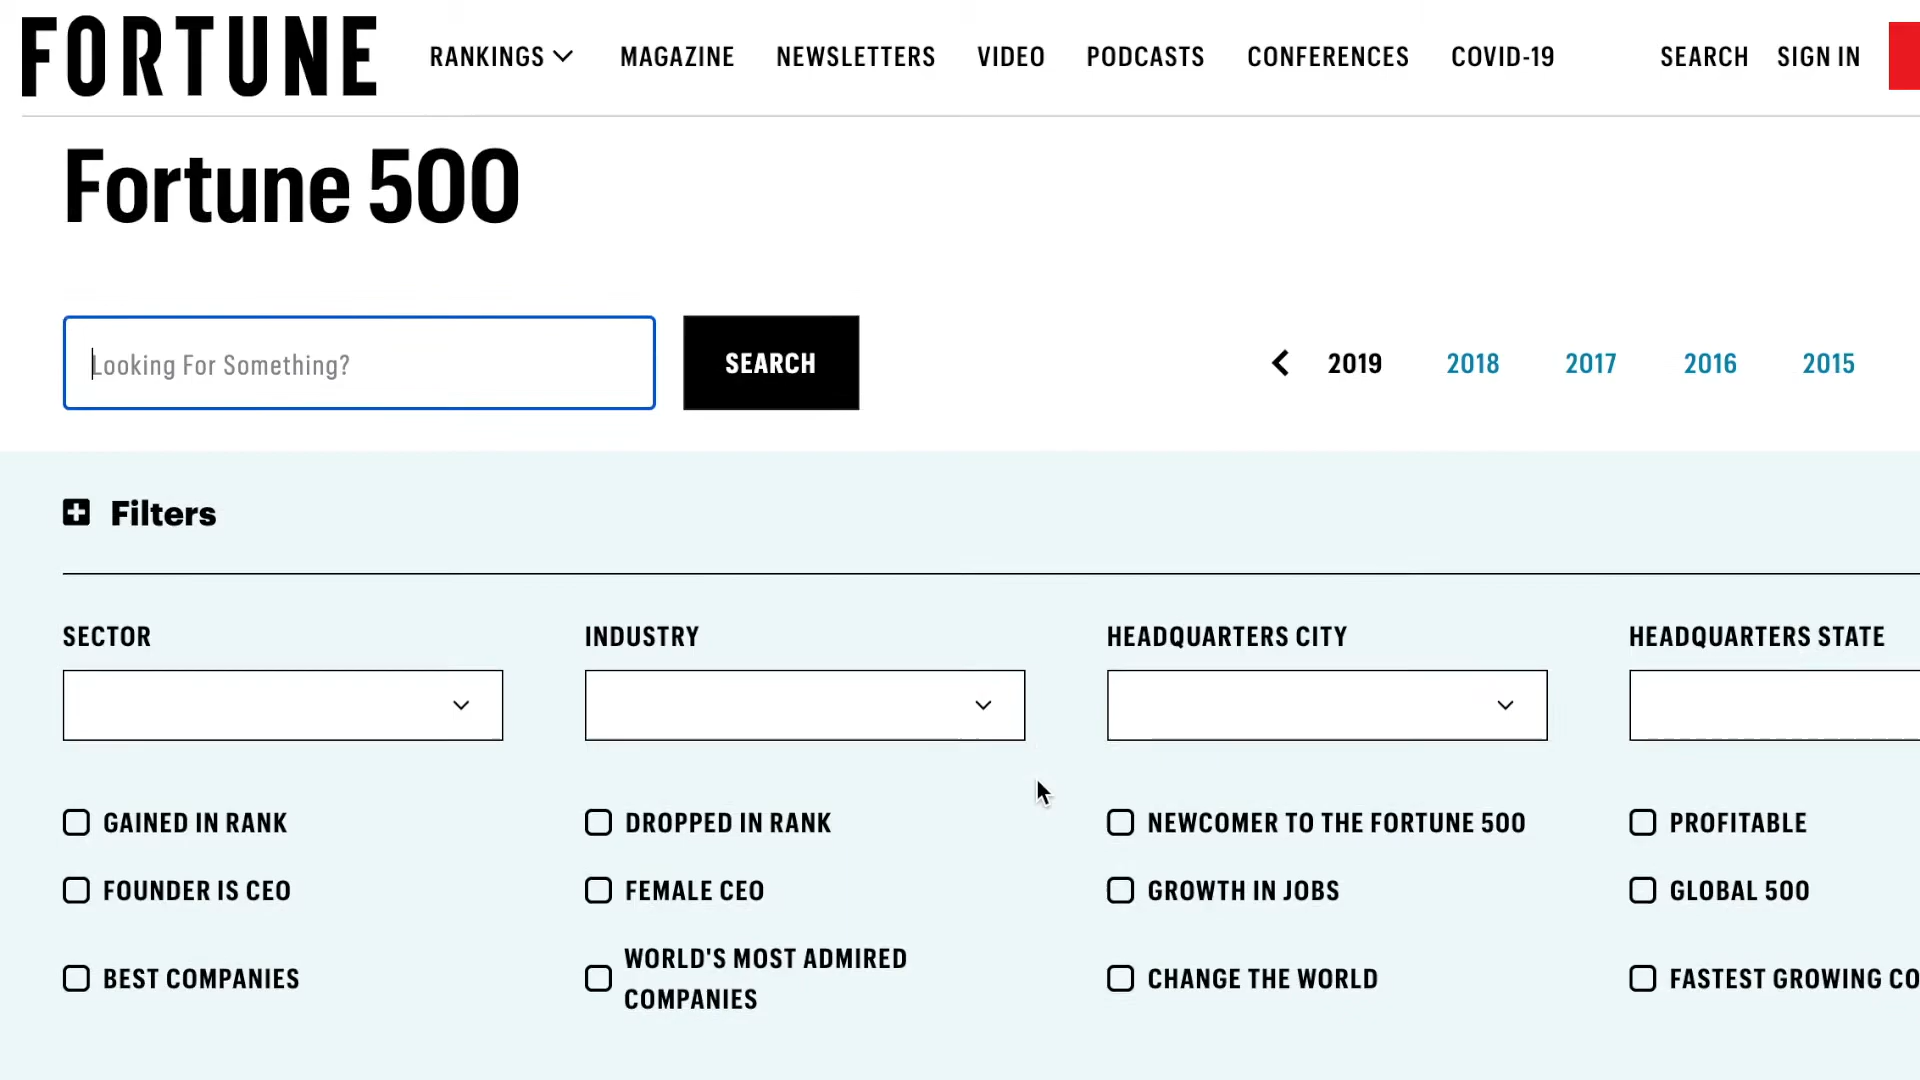 FORTUNE RANKINGS MAGAZINE NEWSLETTERS VIDEO PODCASTS CONFERENCES COVID-19 SEARCH SIGN IN
Fortune 500
Looking For Something? SEARCH 2019 2018 2017 2016 2015
Filters
SECTOR INDUSTRY HEADQUARTERS CITY HEADQUARTERS STATE
GAINED IN RANK DROPPED IN RANK NEWCOMER TO THE FORTUNE 500 PROFITABLE
FOUNDER IS CEO FEMALE CEO GROWTH IN JOBS GLOBAL 500
BEST COMPANIES WORLD'S MOST ADMIRED
COMPANIES CHANGE THE WORLD FASTEST GROWING CO